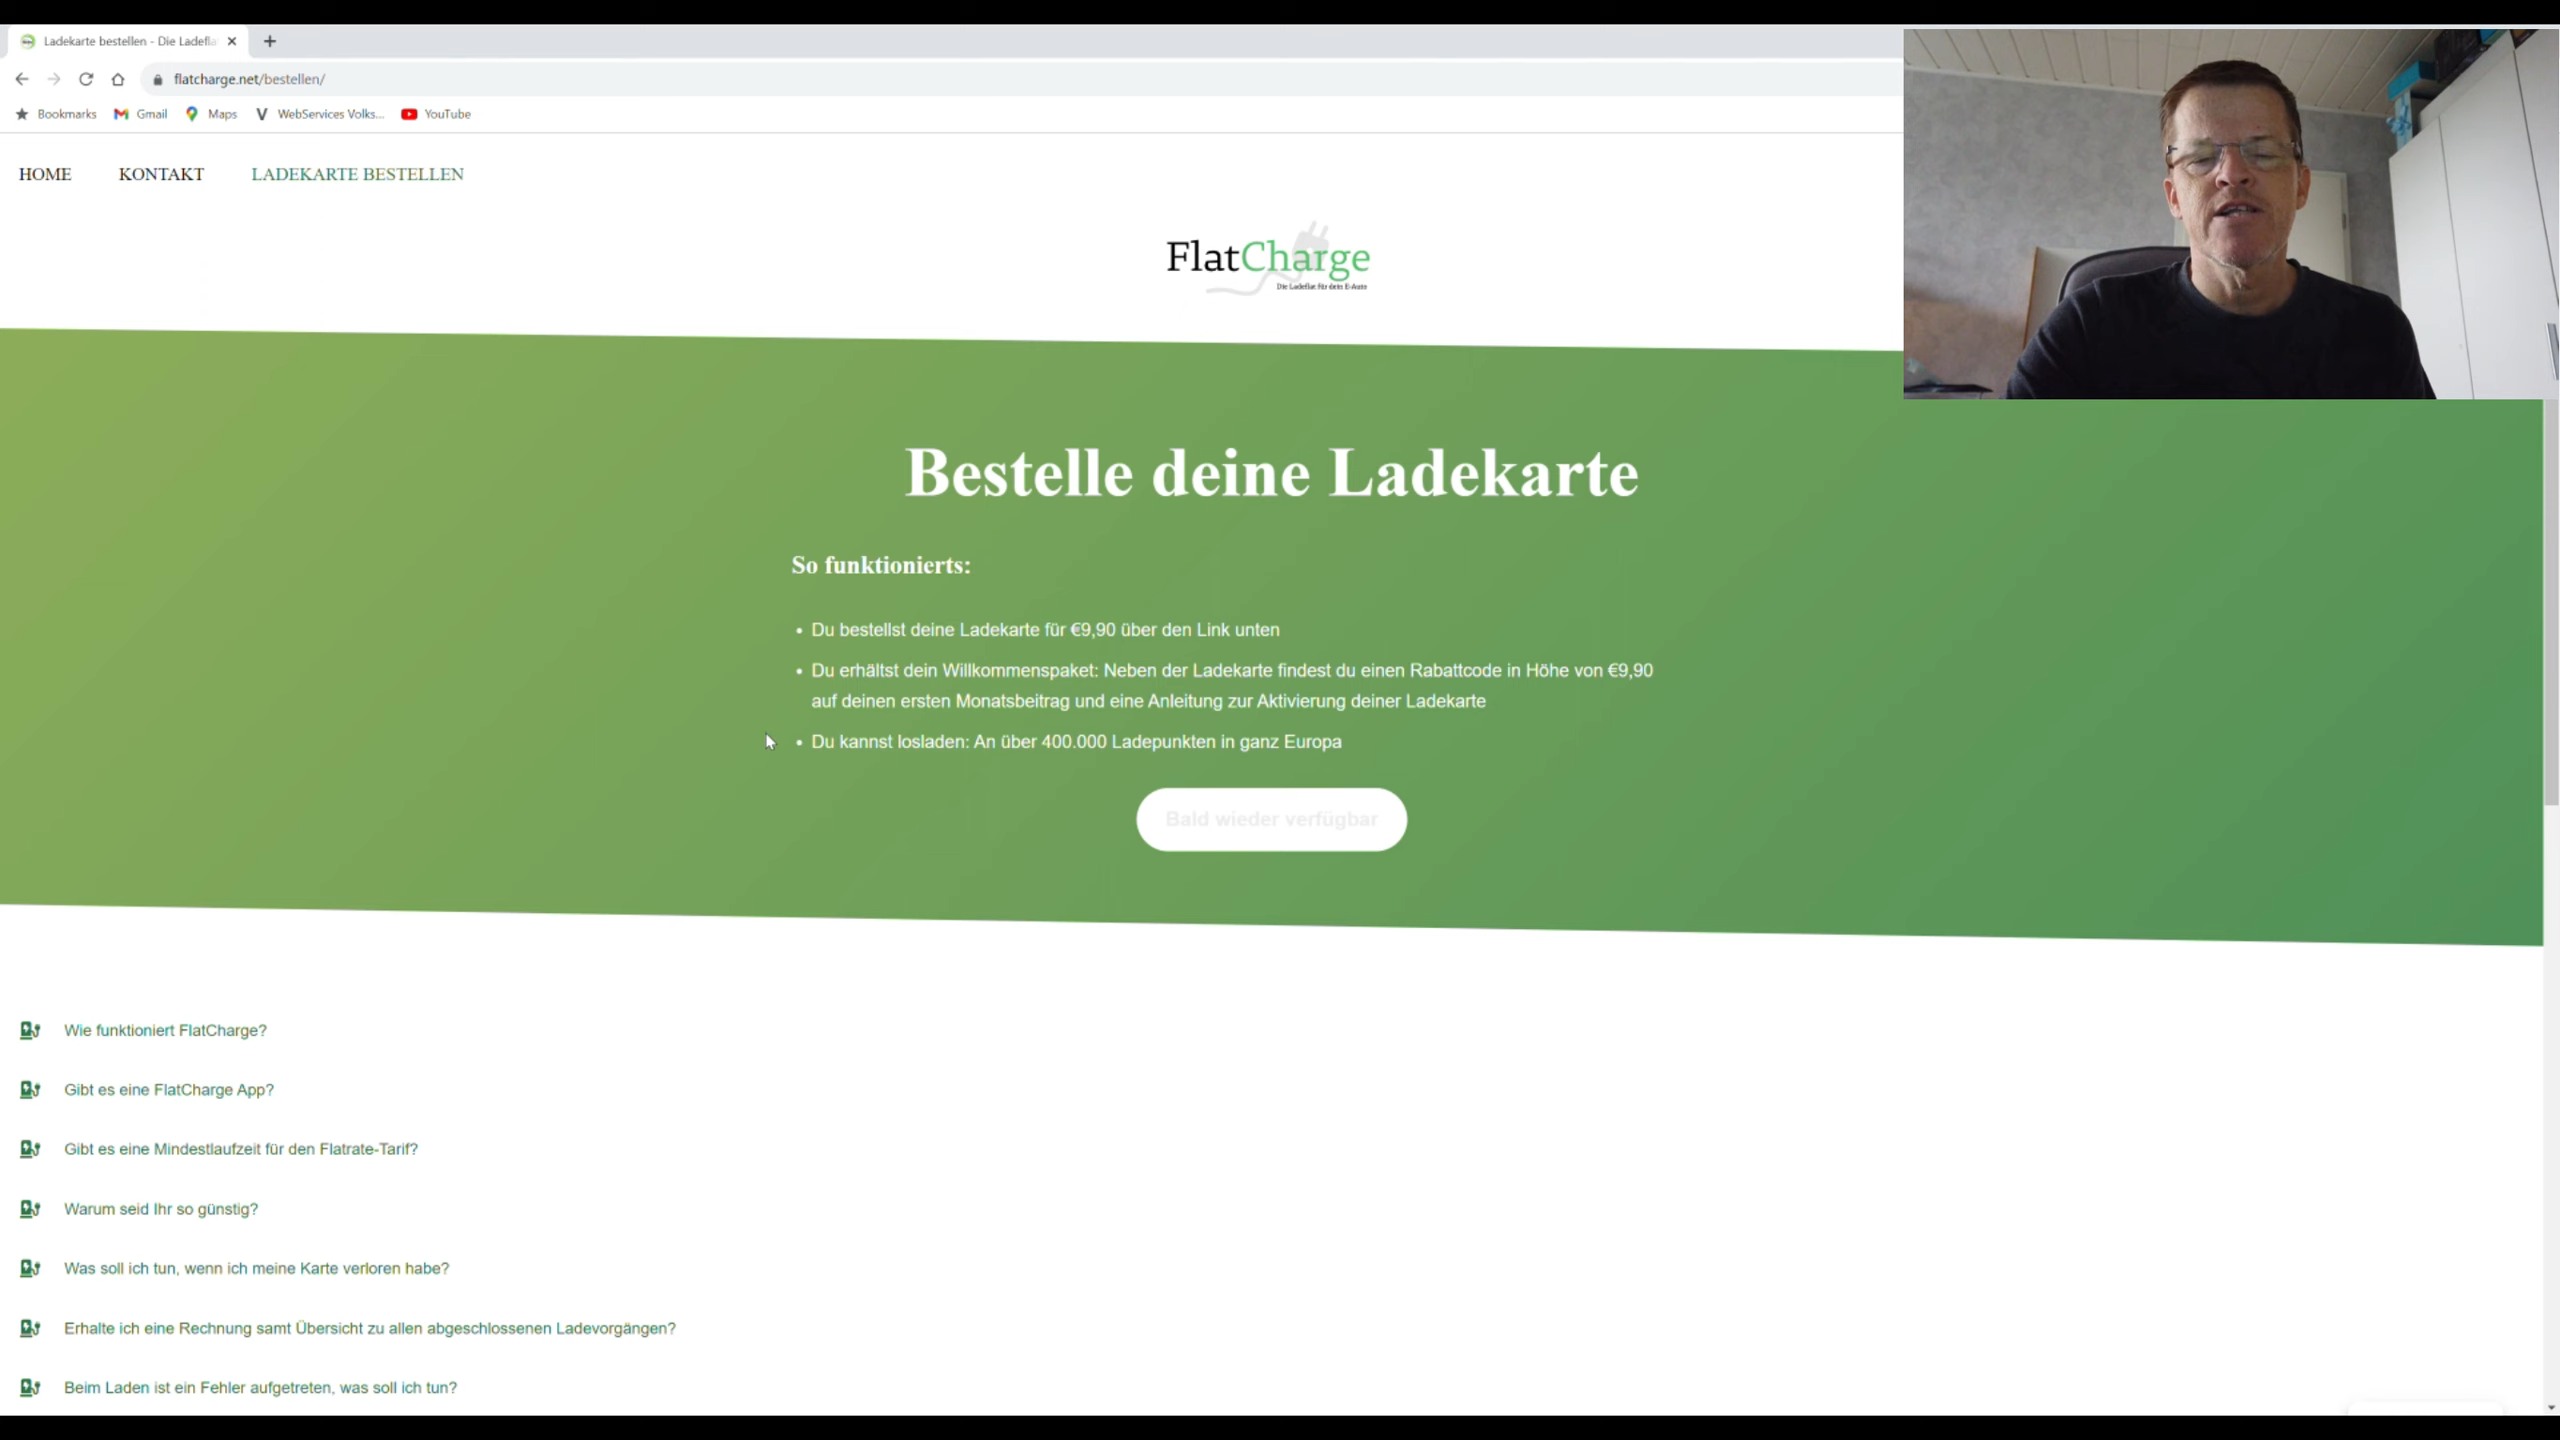 Ladekarte bestellen - Die Ladefla
flatcharge.net/bestellen/
Bookmarks Gmail Maps WebServices Volks... YouTube
HOME KONTAKT LADEKARTE BESTELLEN
FlatCharge
Die Ladeflat für dein E-Auto
Bestelle deine Ladekarte
So funktionierts:
• Du bestellst deine Ladekarte für €9,90 über den Link unten
• Du erhältst dein Willkommenspaket: Neben der Ladekarte findest du einen Rabattcode in Höhe von €9,90
auf deinen ersten Monatsbeitrag und eine Anleitung zur Aktivierung deiner Ladekarte
• Du kannst losladen: An über 400.000 Ladepunkten in ganz Europa
Bald wieder verfügbar
Wie funktioniert FlatCharge?
Gibt es eine FlatCharge App?
Gibt es eine Mindestlaufzeit für den Flatrate-Tarif?
Warum seid Ihr so günstig?
Was soll ich tun, wenn ich meine Karte verloren habe?
Erhalte ich eine Rechnung samt Übersicht zu allen abgeschlossenen Ladevorgängen?
Beim Laden ist ein Fehler aufgetreten, was soll ich tun?